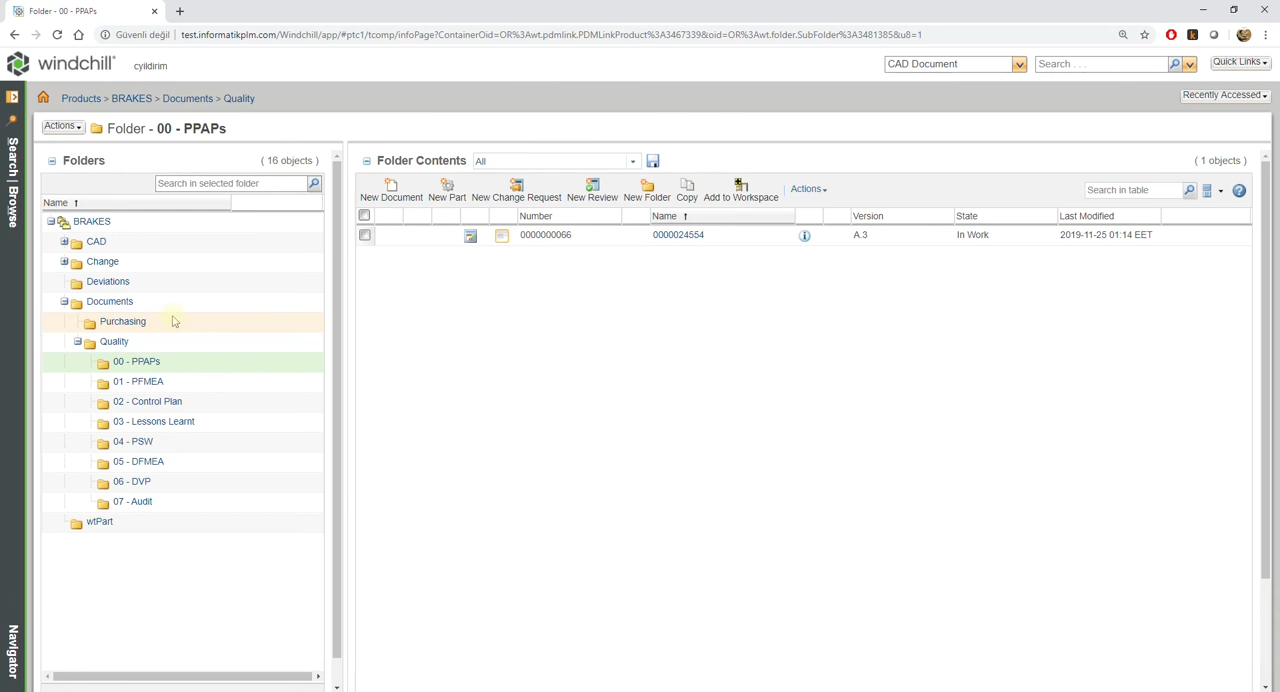 Folder - 00 - PPAPs
Güvenli değil | test.informatikplm.com/Windchill/app/#ptc1/tcomp/infoPage?ContainerOid=OR%3Awt.pdmlink.PDMLinkProduct%3A467339&oid=OR%3Awt.folder.SubFolder%3A3481385&u8=1
windchill cyildirim CAD Document Search . . . Quick Links
Products > BRAKES > Documents > Quality Recently Accessed
Actions Folder - 00 - PPAPs
Search | Browse
Navigator
Folders ( 16 objects )
Search in selected folder
Name
BRAKES
CAD
Change
Deviations
Documents
Purchasing
Quality
00 - PPAPs
01 - PFMEA
02 - Control Plan
03 - Lessons Learnt
04 - PSW
05 - DFMEA
06 - DVP
07 - Audit
wtPart
Folder Contents All ( 1 objects )
New Document New Part New Change Request New Review New Folder Copy Add to Workspace Actions Search in table
Number Name Version State Last Modified
0000000066 0000024554 A.3 In Work 2019-11-25 01:14 EET